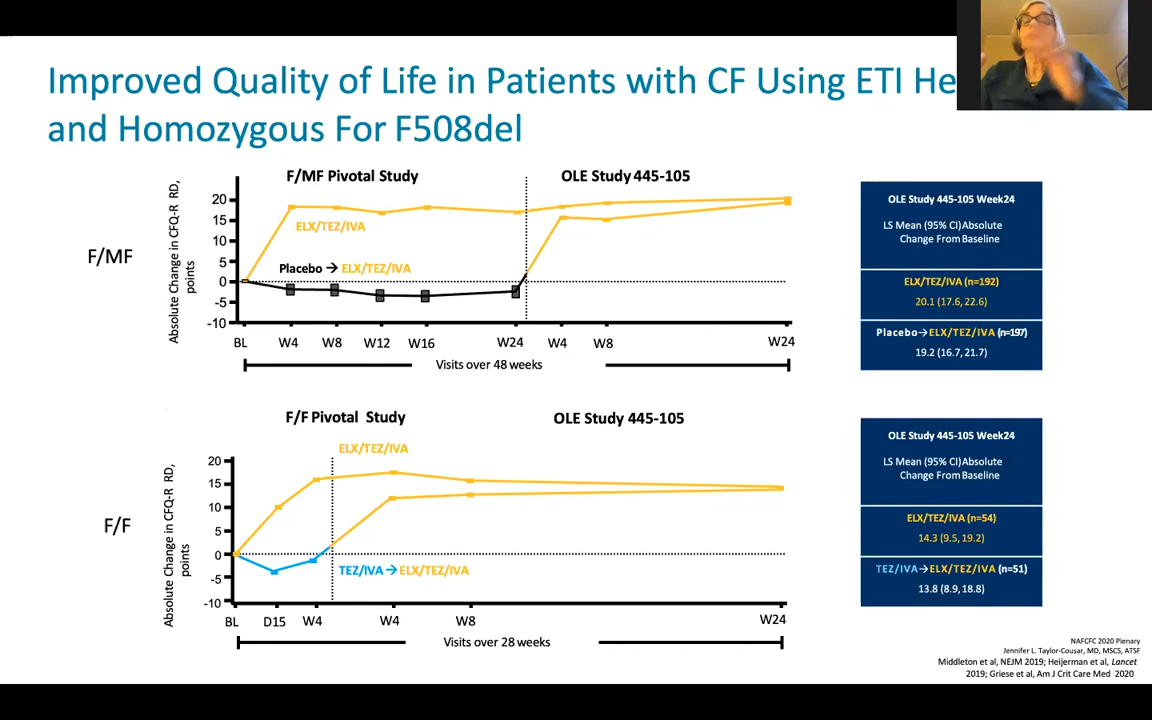 Improved Quality of Life in Patients with CF Using ETI He
and Homozygous For F508del
F/MF Pivotal Study
OLE Study 445-105
F/MF
Absolute Change in CFQ-R RD,
points
20
15
10
5
0
-5
-10
ELX/TEZ/IVA
Placebo → ELX/TEZ/IVA
BL W4 W8 W12 W16 W24 W4 W8 W24
Visits over 48 weeks
OLE Study 445-105 Week24
LS Mean (95% CI)Absolute
Change From Baseline
ELX/TEZ/IVA (n=192)
20.1 (17.6, 22.6)
Placebo→ELX/TEZ/IVA (n=197)
19.2 (16.7, 21.7)
F/F Pivotal Study
OLE Study 445-105
F/F
Absolute Change in CFQ-R RD,
points
20
15
10
5
0
-5
-10
ELX/TEZ/IVA
TEZ/IVA→ELX/TEZ/IVA
BL D15 W4 W4 W8 W24
Visits over 28 weeks
OLE Study 445-105 Week24
LS Mean (95% CI)Absolute
Change From Baseline
ELX/TEZ/IVA (n=54)
14.3 (9.5, 19.2)
TEZ/IVA→ELX/TEZ/IVA (n=51)
13.8 (8.9, 18.8)
NAFCFC 2020 Plenary
Jennifer L. Taylor-Cousar, MD, MSCS, ATSF
Middleton et al, NEJM 2019; Heijerman et al, Lancet
2019; Griese et al, Am J Crit Care Med 2020